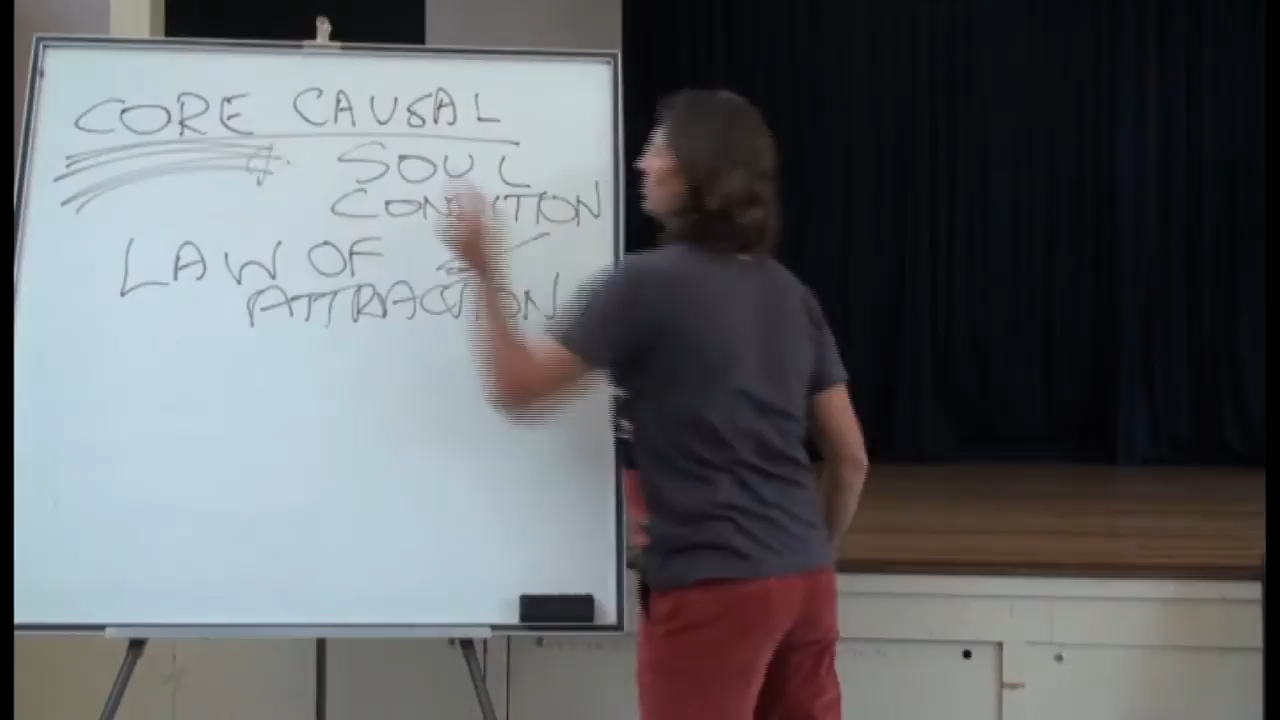 CORE CAUSAL
SOUL
CONDITION
LAW OF
ATTRACTION